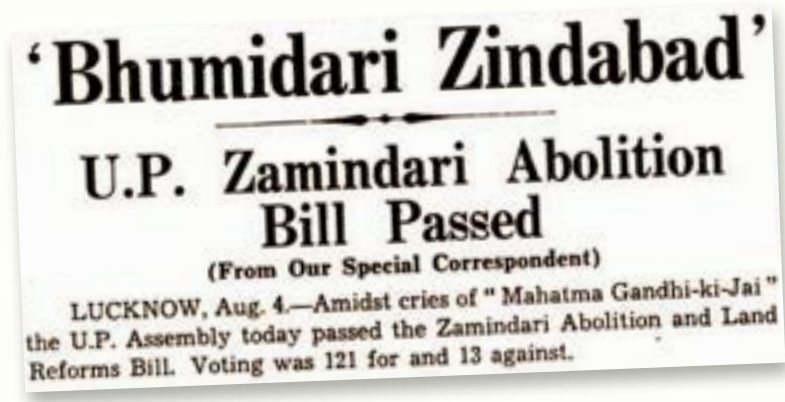 ‘Bhumidari Zindabad’
U.P. Zamindari Abolition
Bill Passed
(From Our Special Correspondent)
LUCKNOW, Aug. 4.—Amidst cries of “Mahatma Gandhi-ki-Jai”
the U.P. Assembly today passed the Zamindari Abolition and Land
Reforms Bill. Voting was 121 for and 13 against.